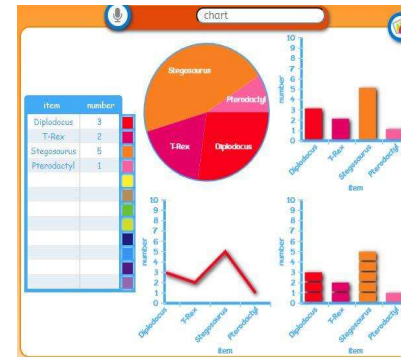 chart
item number
Diplodocus 3
T-Rex 2
Stegosaurus 5
Pterodactyl 1
Stegosaurus
Pterodactyl
T-Rex
Diplodocus
number
10
9
8
7
6
5
4
3
2
1
0
Diplodocus
T-Rex
Stegosaurus
Pterodactyl
item
number
10
9
8
7
6
5
4
3
2
1
0
Diplodocus
T-Rex
Stegosaurus
Pterodactyl
item
number
10
9
8
7
6
5
4
3
2
1
0
Diplodocus
T-Rex
Stegosaurus
Pterodactyl
item